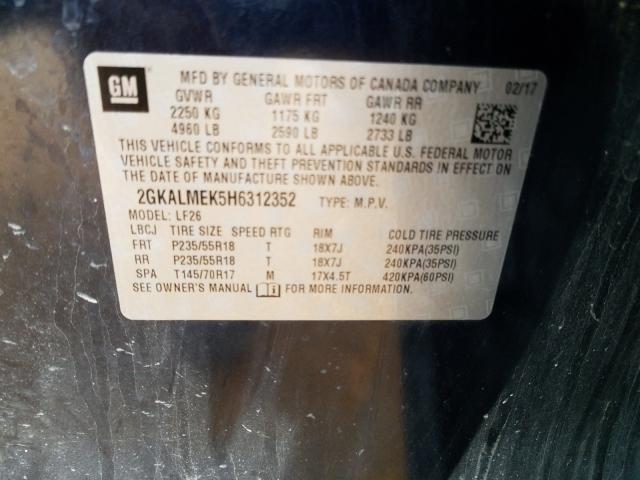 GM
MFD BY GENERAL MOTORS OF CANADA COMPANY 02/17
GVWR GAWR FRT GAWR RR
2250 KG 1175 KG 1240 KG
4960 LB 2590 LB 2733 LB
THIS VEHICLE CONFORMS TO ALL APPLICABLE U.S. FEDERAL MOTOR
VEHICLE SAFETY AND THEFT PREVENTION STANDARDS IN EFFECT ON
THE DATE OF MANUFACTURE SHOWN ABOVE.
2GKALMEK5H6312352 TYPE: M.P.V.
MODEL: LF26
LBCJ TIRE SIZE SPEED RTG RIM COLD TIRE PRESSURE
FRT P235/55R18 T 18X7J 240KPA(35PSI)
RR P235/55R18 T 18X7J 240KPA(35PSI)
SPA T145/70R17 M 17X4.5T 420KPA(60PSI)
SEE OWNER'S MANUAL FOR MORE INFORMATION.